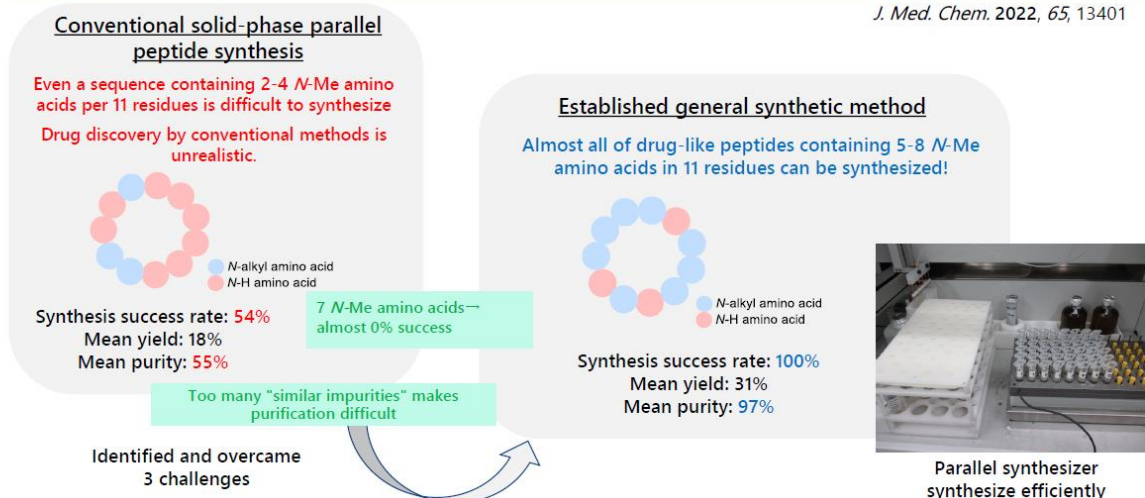 J. Med. Chem. 2022, 65, 13401
Conventional solid-phase parallel
peptide synthesis
Even a sequence containing 2-4 N-Me amino
acids per 11 residues is difficult to synthesize
Drug discovery by conventional methods is
unrealistic.
N-alkyl amino acid
N-H amino acid
Synthesis success rate: 54%
Mean yield: 18%
Mean purity: 55%
7 N-Me amino acids→
almost 0% success
Too many "similar impurities" makes
purification difficult
Identified and overcame
3 challenges
Established general synthetic method
Almost all of drug-like peptides containing 5-8 N-Me
amino acids in 11 residues can be synthesized!
N-alkyl amino acid
N-H amino acid
Synthesis success rate: 100%
Mean yield: 31%
Mean purity: 97%
Parallel synthesizer
synthesize efficiently